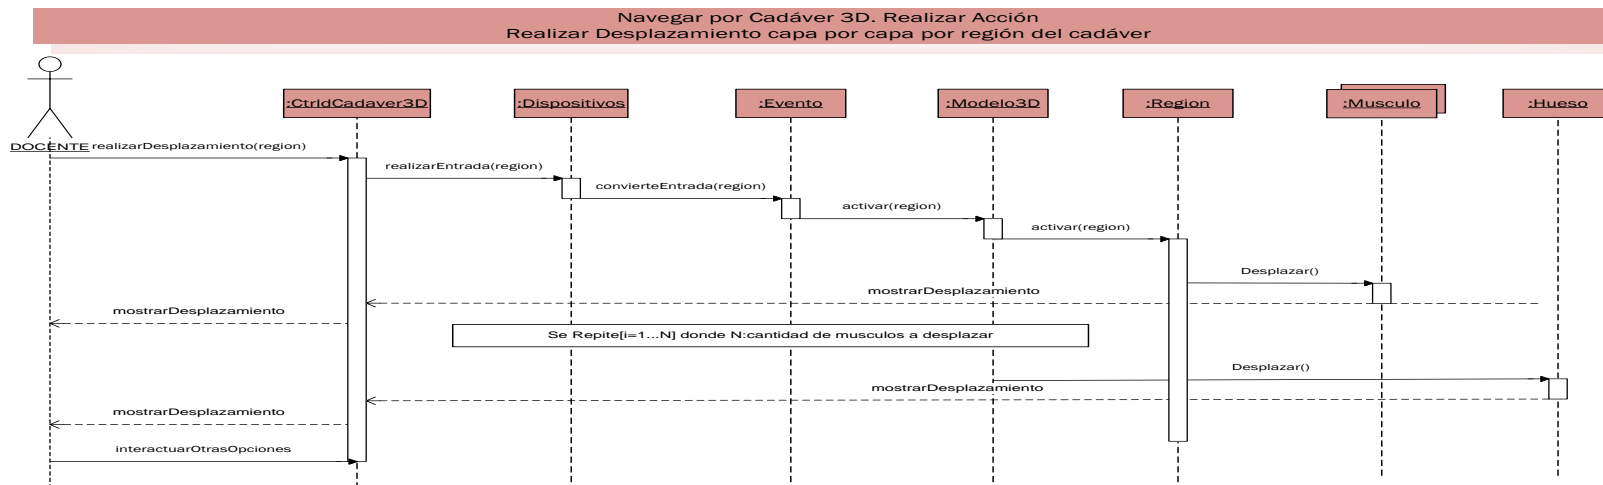 Navegar por Cadáver 3D. Realizar Acción
Realizar Desplazamiento capa por capa por región del cadáver
:CtrldCadaver3D
:Dispositivos
:Evento
:Modelo3D
:Region
:Musculo
:Hueso
DOCENTE
realizarDesplazamiento(region)
realizarEntrada(region)
convierteEntrada(region)
activar(region)
activar(region)
Desplazar()
mostrarDesplazamiento
mostrarDesplazamiento
Se Repite[i=1...N] donde N:cantidad de musculos a desplazar
Desplazar()
mostrarDesplazamiento
mostrarDesplazamiento
interactuarOtrasOpciones